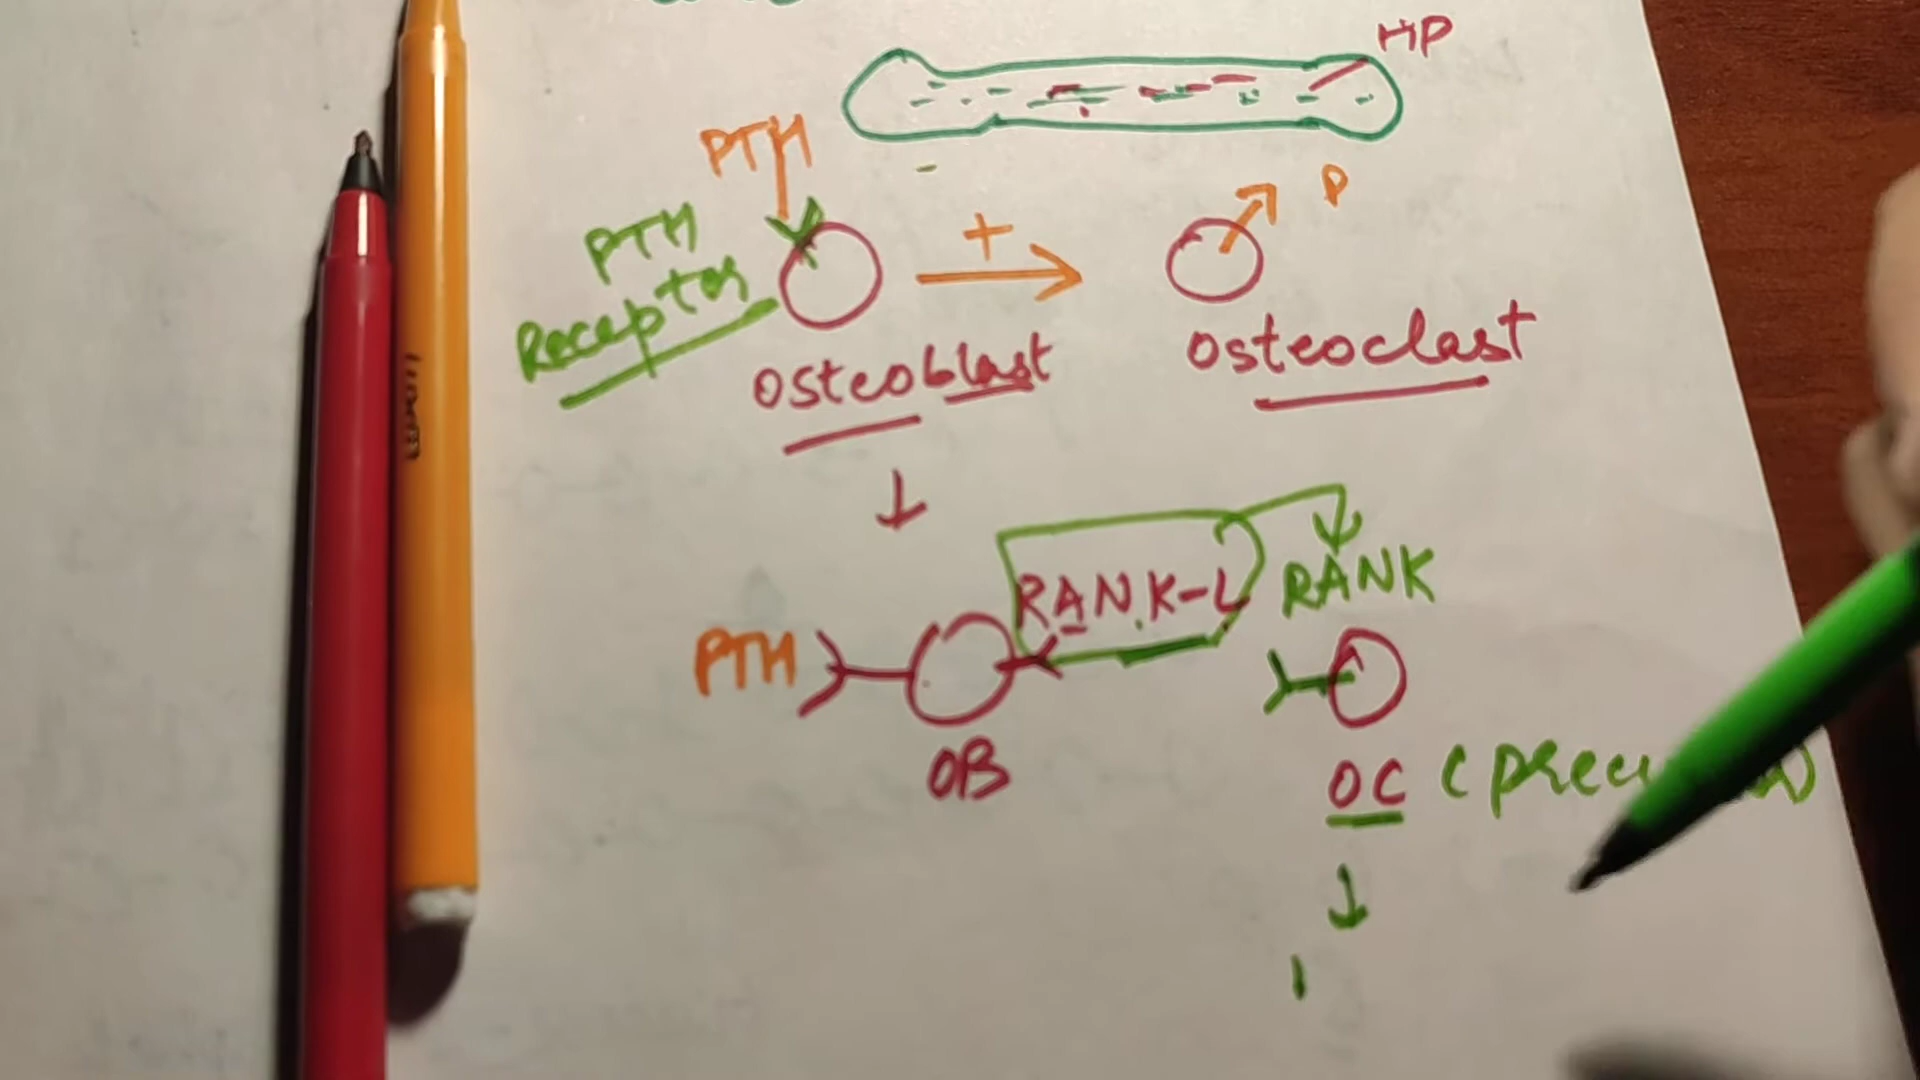 HP
PTH
P
+
PTH
Receptor
osteoblast
osteoclast
RANK-L
RANK
PTH
OB
OC